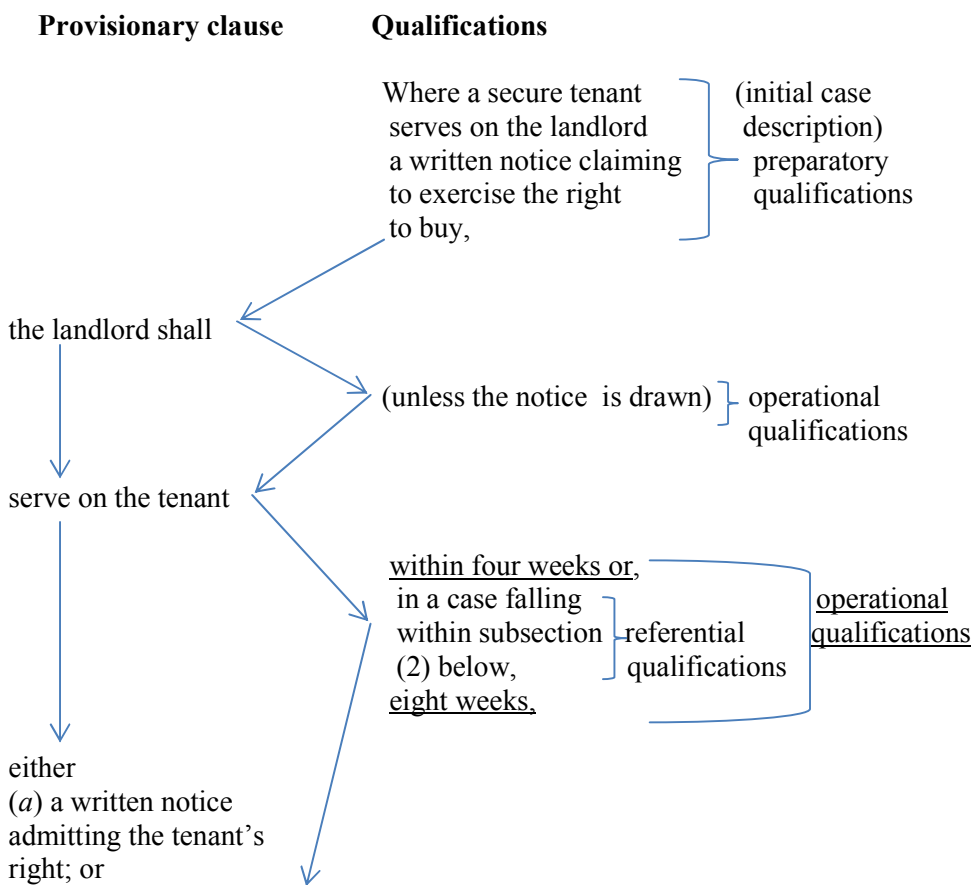 Provisionary clause Qualifications
Where a secure tenant
serves on the landlord
a written notice claiming
to exercise the right
to buy,
(initial case
description)
preparatory
qualifications
the landlord shall
(unless the notice is drawn)
operational
qualifications
serve on the tenant
within four weeks or,
in a case falling
within subsection
(2) below,
eight weeks,
referential
qualifications
operational
qualifications
either
(a) a written notice
admitting the tenant’s
right; or